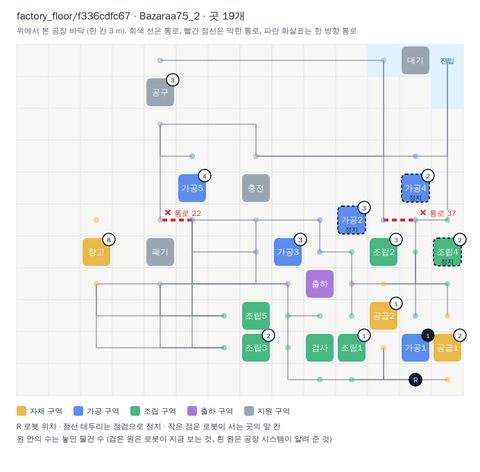 factory_floor/f336cdfc67 · Bazaraa75_2 · 곳 19개
위에서 본 공장 바닥 (한 칸 3 m). 회색 선은 통로, 빨간 점선은 막힌 통로, 파란 화살표는 한 방향 통로
대기
공구 3
가공5 4
충전
가공4 2
정지
✕ 통로 22
가공2 3
정지
✕ 통로 37
창고 8
폐기
가공3 3
조립2 3
조립4 2
정지
출하
조립5
공급2 1
조립3 2
검사
조립1 1
가공1 1
공급1 2
R
자재 구역
가공 구역
조립 구역
출하 구역
지원 구역
R 로봇 위치 · 점선 테두리는 점검으로 정지 · 작은 점은 로봇이 서는 곳의 앞 칸
원 안의 수는 놓인 물건 수 (검은 원은 로봇이 지금 보는 것, 흰 원은 공장 시스템이 알려 준 것)